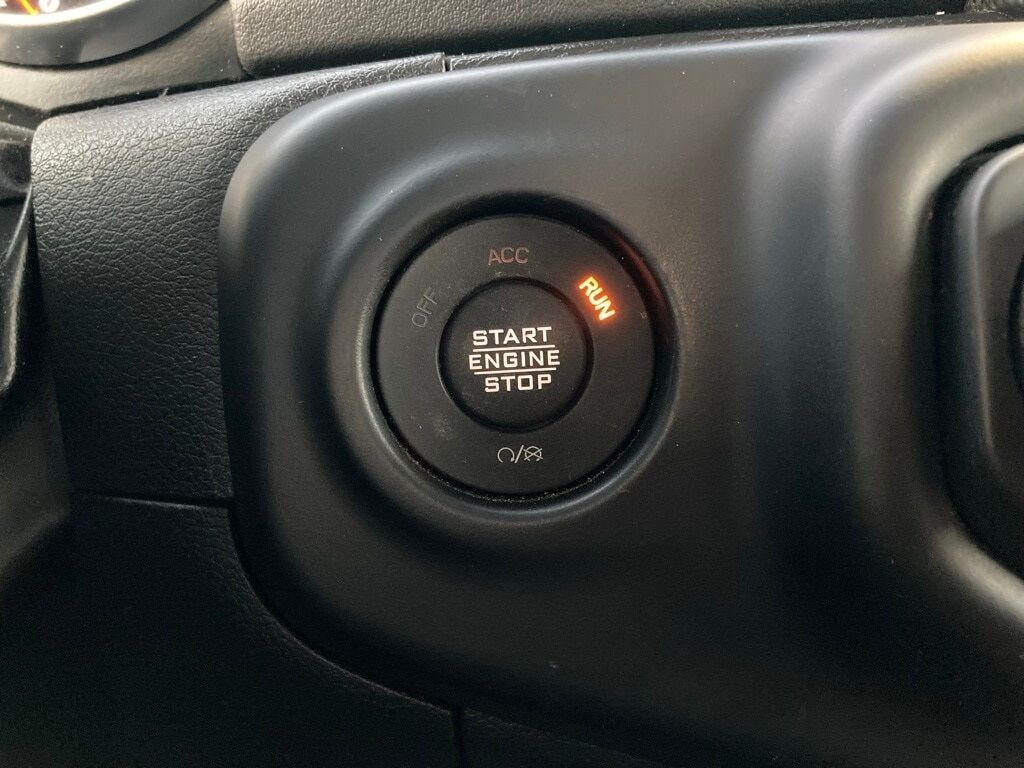 ACC
OFF
RUN
START
ENGINE
STOP